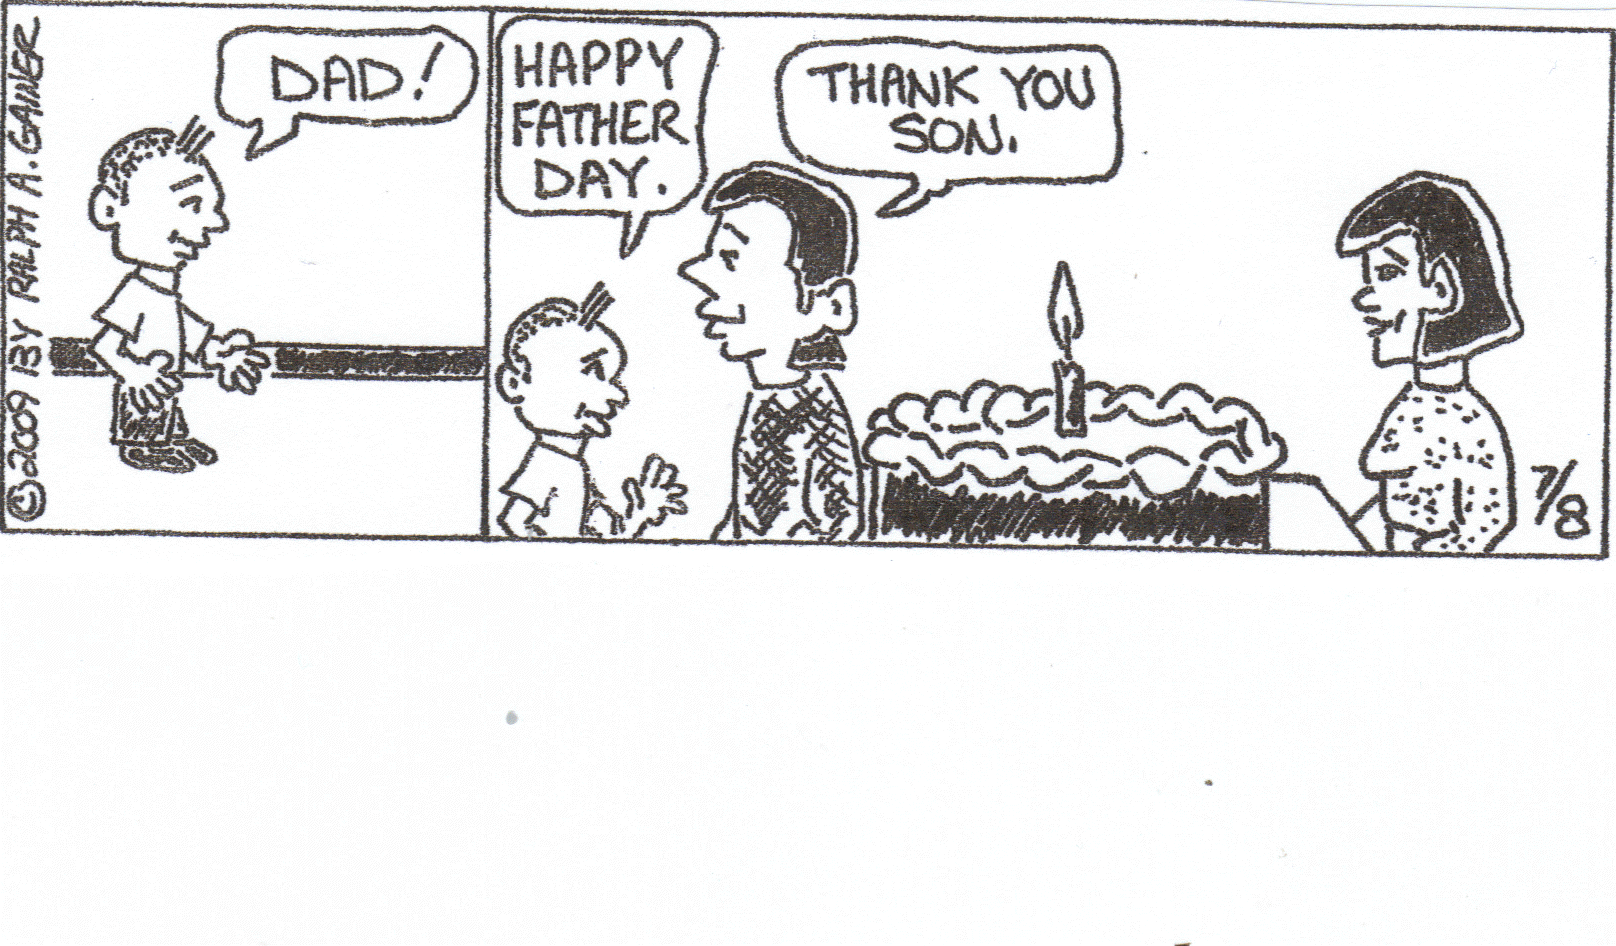 ©2009 BY RALPH A. GAINER
DAD!
HAPPY
FATHER
DAY.
THANK YOU
SON.
7/8